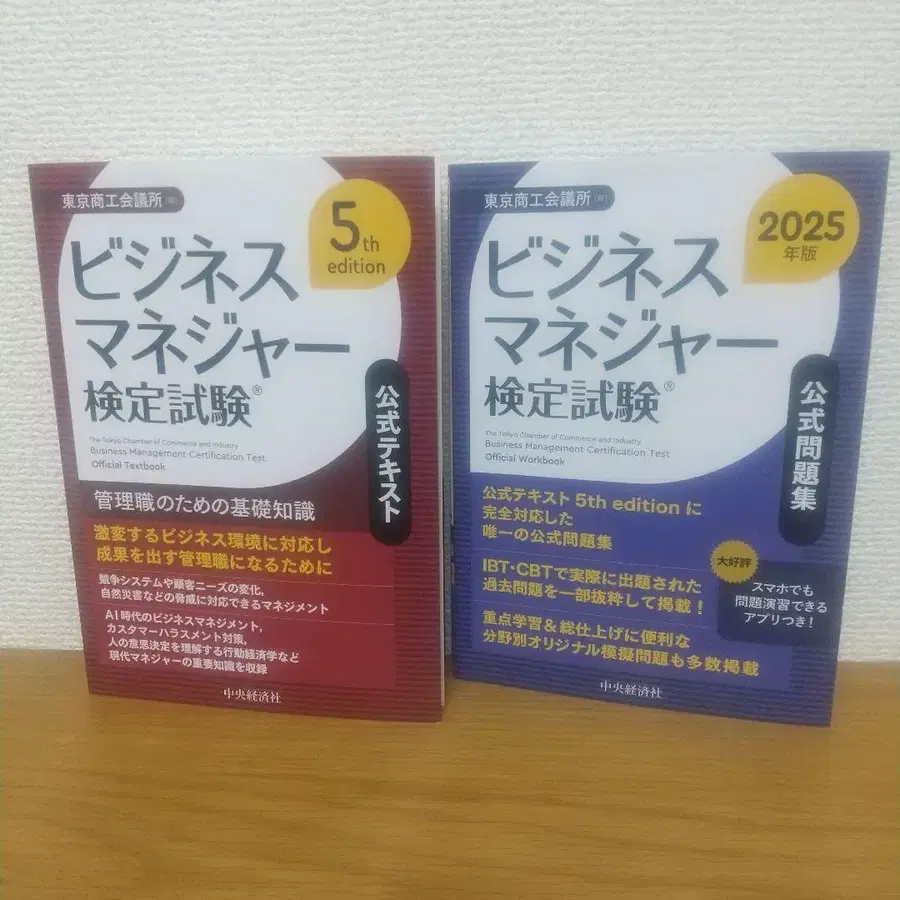 東京商工会議所
5th
edition
ビジネス
マネジャー
検定試験®
The Tokyo Chamber of Commerce and Industry
Business Management Certification Test
Official Textbook
公式テキスト
管理職のための基礎知識
激変するビジネス環境に対応し
成果を出す管理職になるために
競争システムや顧客ニーズの変化,
自然災害などの脅威に対応できるマネジメント
AI時代のビジネスマネジメント,
カスタマーハラスメント対策,
人の意思決定を理解する行動経済学など
現代マネジャーの重要知識を収録
中央経済社
東京商工会議所
2025
年版
ビジネス
マネジャー
検定試験®
The Tokyo Chamber of Commerce and Industry
Business Management Certification Test
Official Workbook
公式問題集
公式テキスト 5th edition に
完全対応した
唯一の公式問題集
IBT・CBTで実際に出題された
過去問題を一部抜粋して掲載!
重点学習&総仕上げに便利な
分野別オリジナル模擬問題も多数掲載
大好評
スマホでも
問題演習できる
アプリつき!
中央経済社